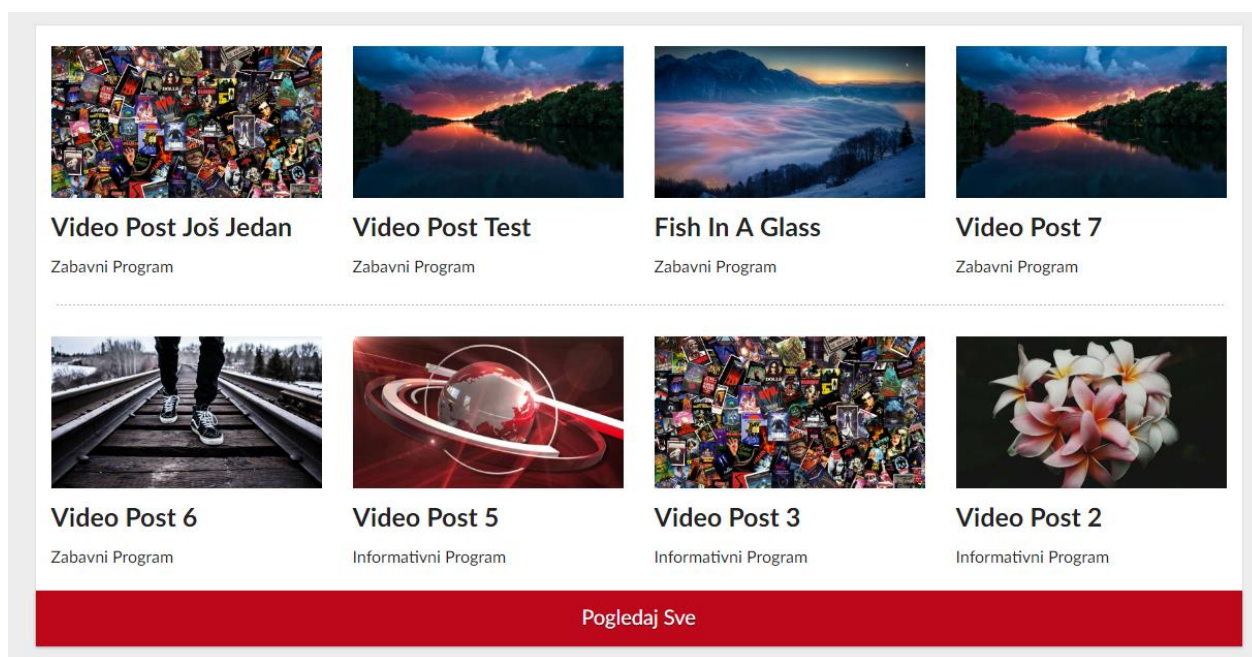 Video Post Još Jedan
Zabavni Program
Video Post Test
Zabavni Program
Fish In A Glass
Zabavni Program
Video Post 7
Zabavni Program
Video Post 6
Zabavni Program
Video Post 5
Informativni Program
Video Post 3
Informativni Program
Video Post 2
Informativni Program
Pogledaj Sve